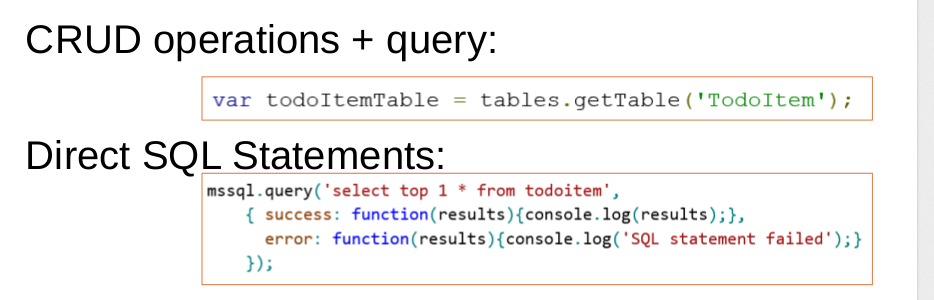 CRUD operations + query:
var todoItemTable = tables.getTable('TodoItem');
Direct SQL Statements:
mssql.query('select top 1 * from todoitem',
{ success: function(results){console.log(results);},
error: function(results){console.log('SQL statement failed');}
});